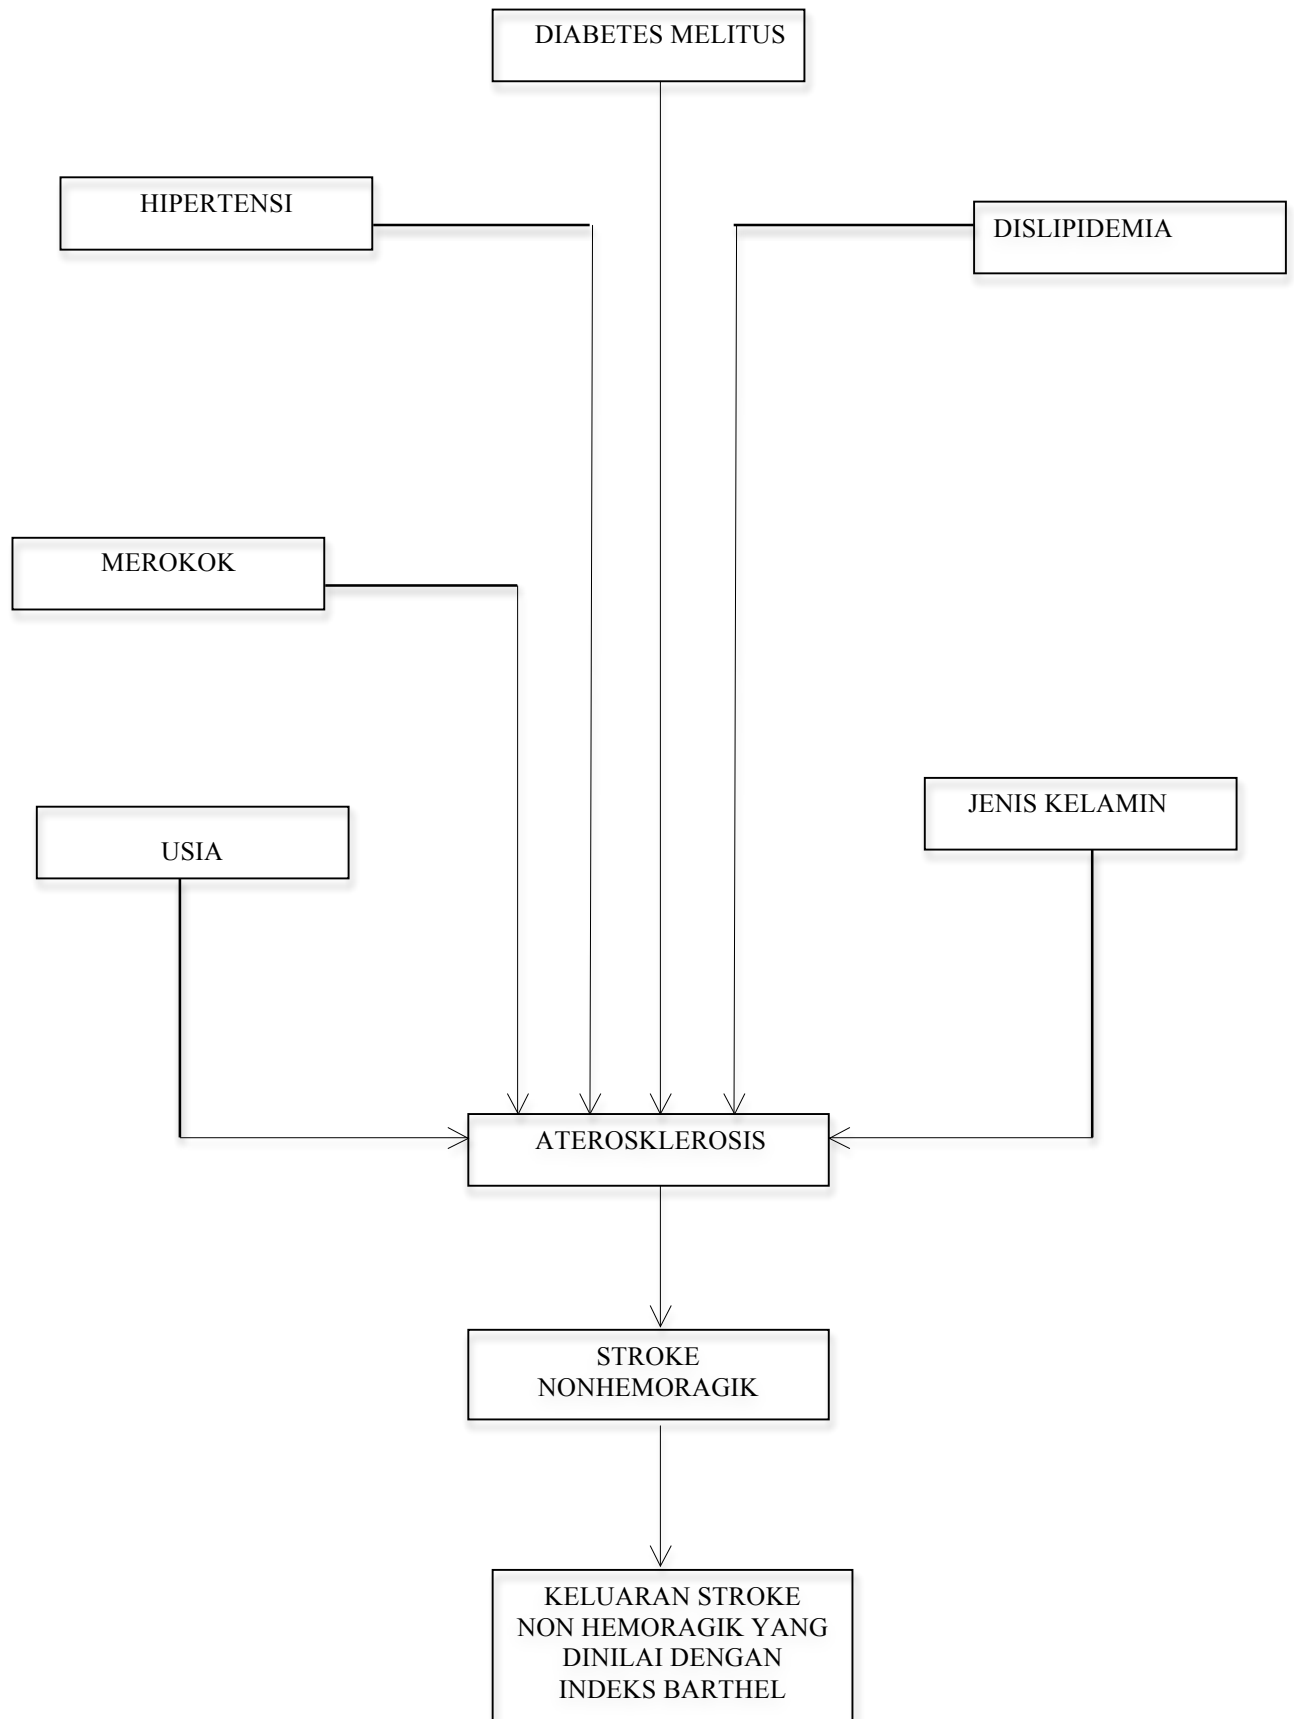 DIABETES MELITUS
HIPERTENSI
DISLIPIDEMIA
MEROKOK
JENIS KELAMIN
USIA
ATEROSKLEROSIS
STROKE
NONHEMORAGIK
KELUARAN STROKE
NON HEMORAGIK YANG
DINILAI DENGAN
INDEKS BARTHEL